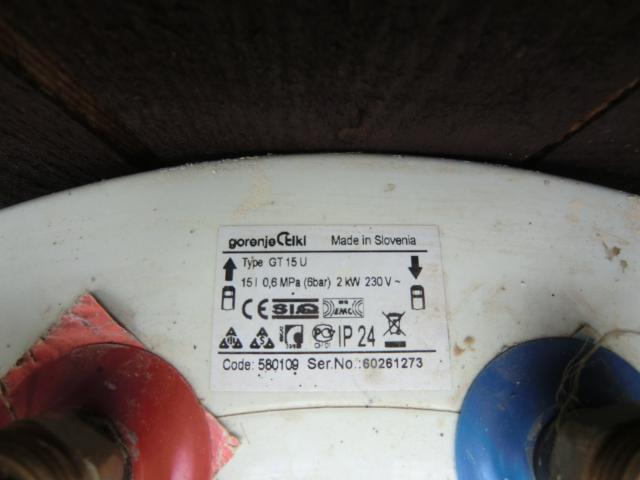 gorenje tiki Made in Slovenia
Type GT 15 U
15 l 0,6 MPa (6bar) 2 kW 230 V ~
CE SIQ EMC
IP 24
Code: 580109 Ser.No.:60261273